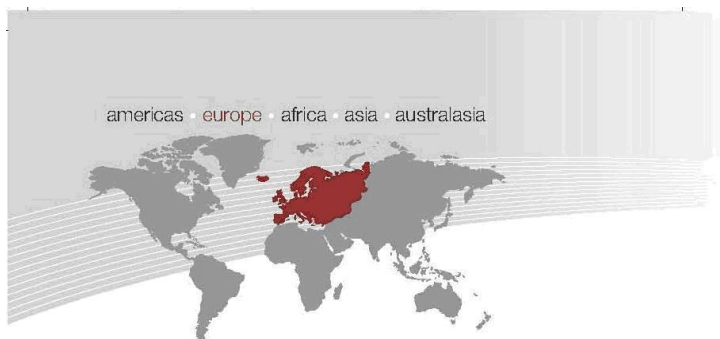 americas • europe • africa • asia • australasia